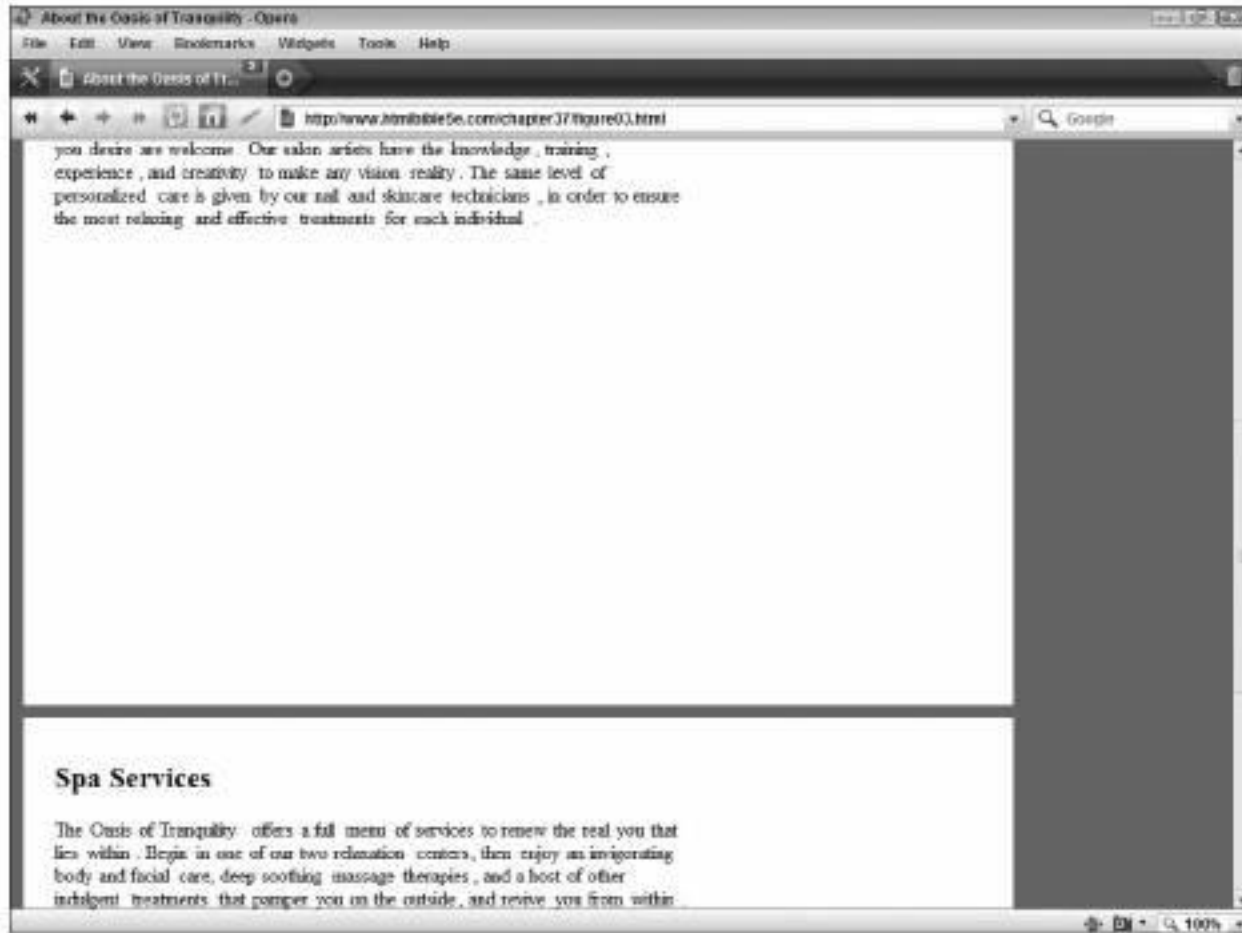 About the Oasis of Tranquility - Opera
File Edit View Bookmarks Widgets Tools Help
About the Oasis of Tr...
http://www.htmlbible5e.com/chapter37/figure03.html
Google
you desire are welcome Our salon artists have the knowledge , training ,
experience , and creativity to make any vision reality . The same level of
personalized care is given by our nail and skincare technicians , in order to ensure
the most relaxing and effective treatments for each individual .
Spa Services
The Oasis of Tranquility offers a full menu of services to renew the real you that
lies within . Begin in one of our two relaxation centers, then enjoy an invigorating
body and facial care, deep soothing massage therapies , and a host of other
indulgent treatments that pamper you on the outside , and revive you from within .
100%